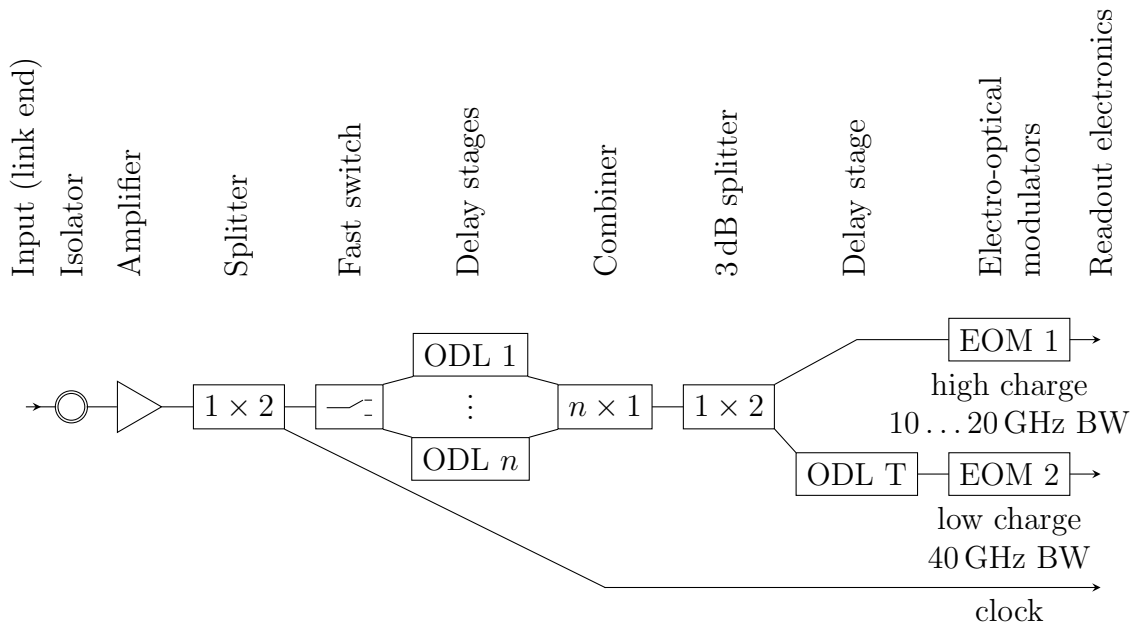 Input (link end)
Isolator
Amplifier
Splitter
Fast switch
Delay stages
Combiner
3 dB splitter
Delay stage
Electro-optical
modulators
Readout electronics
1 × 2
ODL 1
⋮
ODL n
n × 1
1 × 2
EOM 1
high charge
10 . . . 20 GHz BW
ODL T
EOM 2
low charge
40 GHz BW
clock